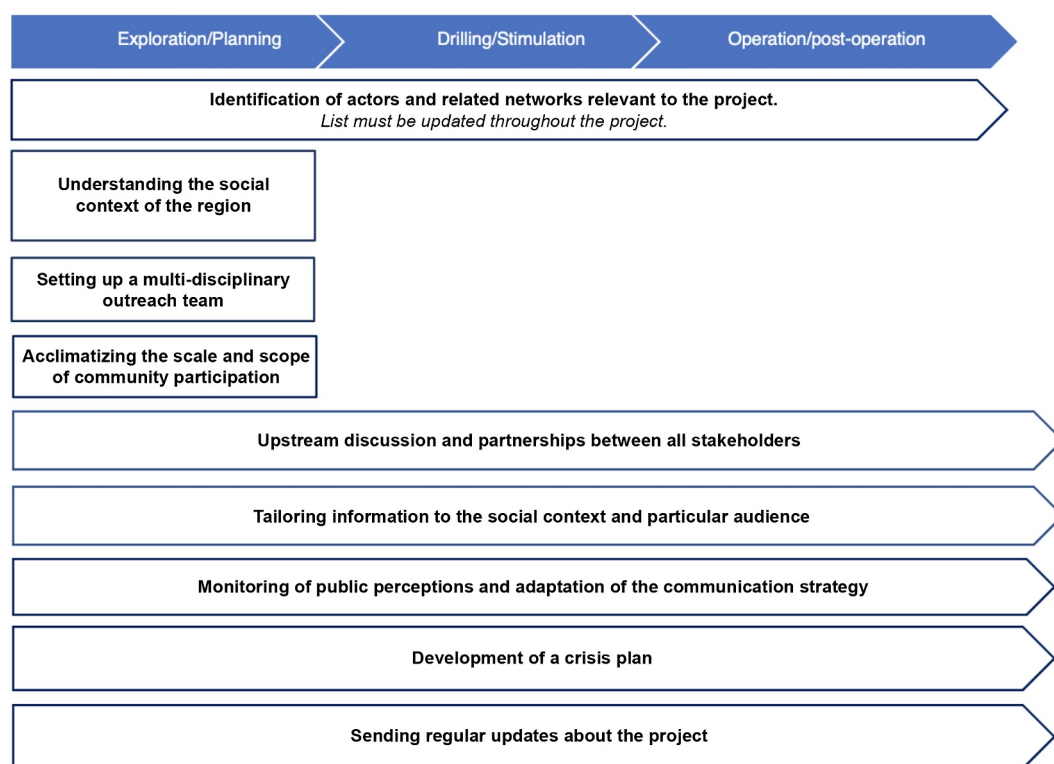 Exploration/Planning
Drilling/Stimulation
Operation/post-operation
Identification of actors and related networks relevant to the project.
List must be updated throughout the project.
Understanding the social
context of the region
Setting up a multi-disciplinary
outreach team
Acclimatizing the scale and scope
of community participation
Upstream discussion and partnerships between all stakeholders
Tailoring information to the social context and particular audience
Monitoring of public perceptions and adaptation of the communication strategy
Development of a crisis plan
Sending regular updates about the project